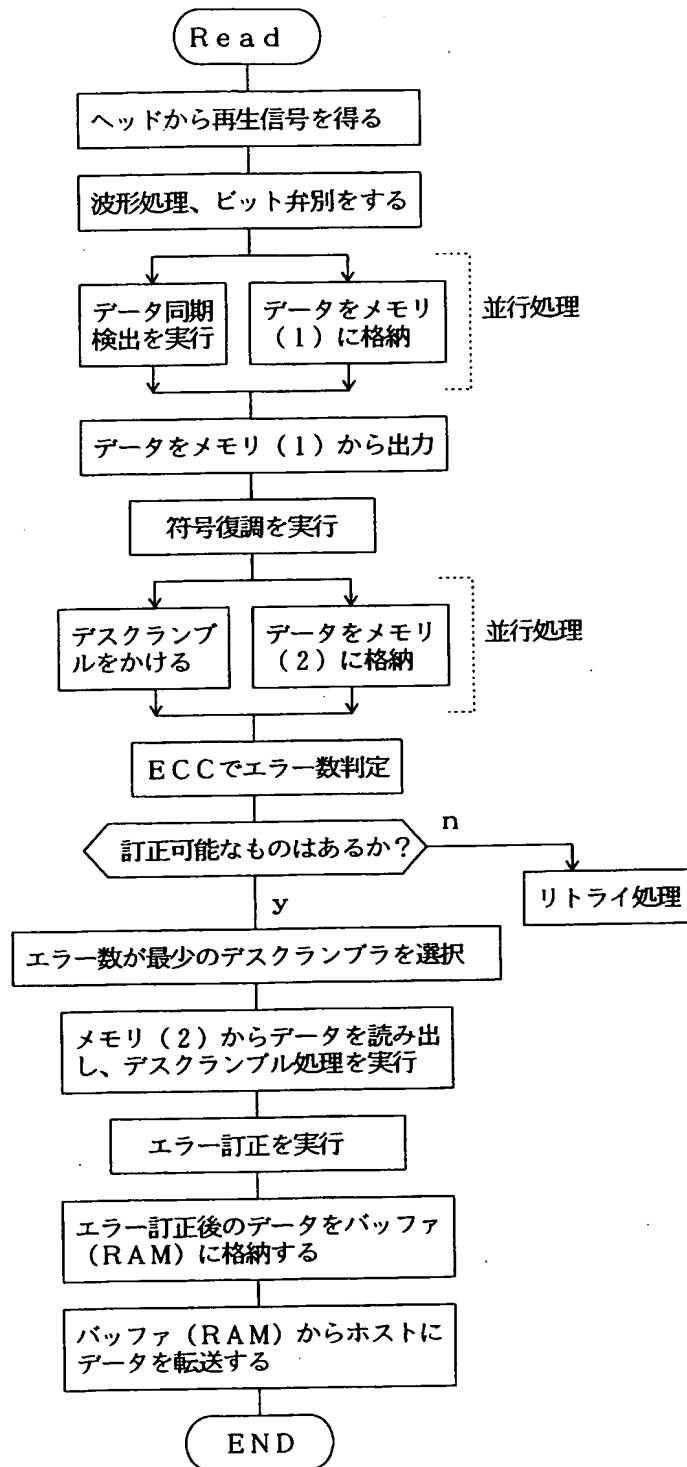 Read
ヘッドから再生信号を得る
波形処理、ビット弁別をする
データ同期
検出を実行
データをメモリ
(1)に格納
並行処理
データをメモリ(1)から出力
符号復調を実行
デスクランブ
ルをかける
データをメモリ
(2)に格納
並行処理
ECCでエラー数判定
訂正可能なものはあるか?
n
リトライ処理
y
エラー数が最少のデスクランブラを選択
メモリ(2)からデータを読み出
し、デスクランブル処理を実行
エラー訂正を実行
エラー訂正後のデータをバッファ
(RAM)に格納する
バッファ(RAM)からホストに
データを転送する
END